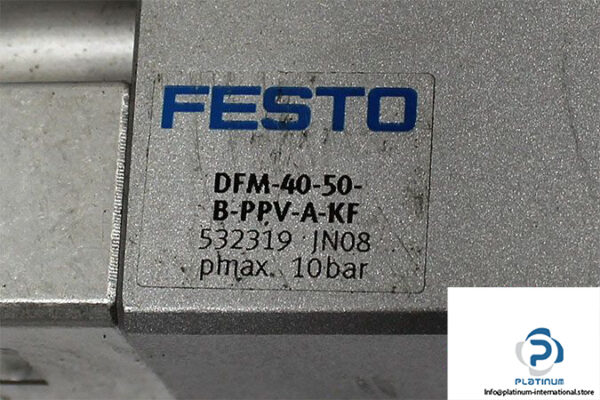 FESTO
DFM-40-50-
B-PPV-A-KF
532319 JN08
pmax. 10bar
PLATINUM
Info@platinum-international.store